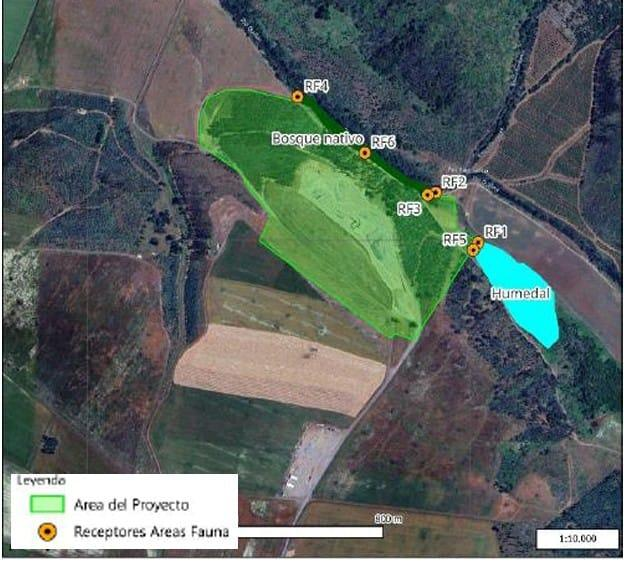 RF4
Bosque nativo
RF6
RF2
RF3
RF1
RF5
Humedal
Leyenda
Area del Proyecto
Receptores Areas Fauna
800 m
1:10.000